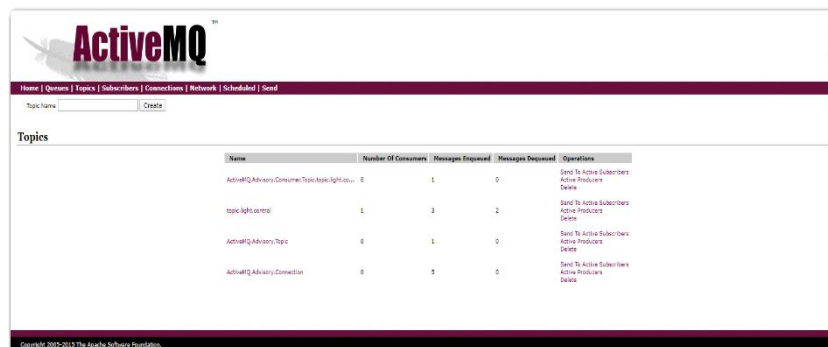 ActiveMQ SM
Home | Queues | Topics | Subscribers | Connections | Network | Scheduled | Send
Topic Name Create
Topics
Name Number Of Consumers Messages Enqueued Messages Dequeued Operations
ActiveMQ.Advisory.Consumer.Topic.topic.light.co... 0 1 0 Send To Active Subscribers
Active Producers
Delete
topic.light.control 1 3 2 Send To Active Subscribers
Active Producers
Delete
ActiveMQ.Advisory.Topic 0 1 0 Send To Active Subscribers
Active Producers
Delete
ActiveMQ.Advisory.Connection 0 5 0 Send To Active Subscribers
Active Producers
Delete
Copyright 2005-2015 The Apache Software Foundation.